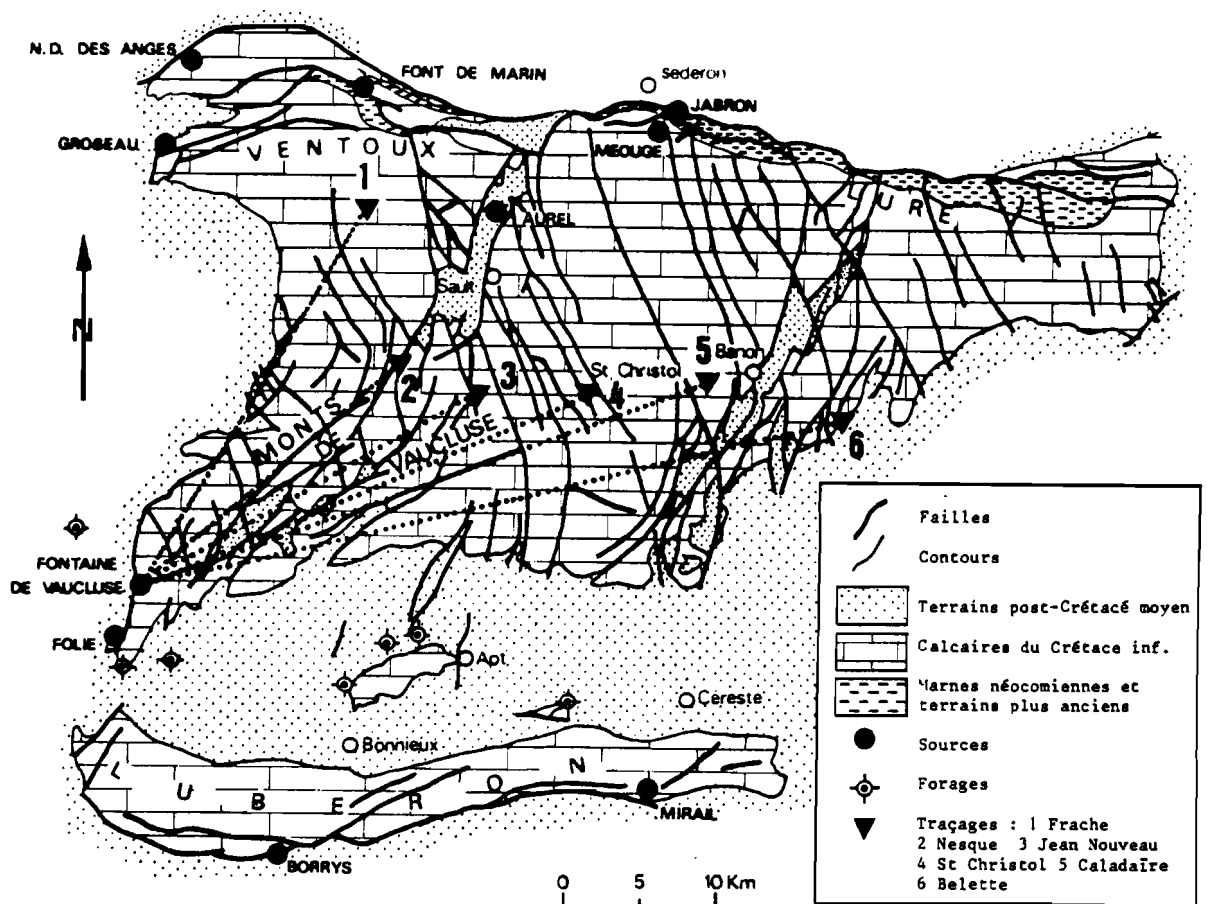 N.D. DES ANGES
FONT DE MARIN
Sederon
JABRON
GROSEAU
MEOUGE
VENTOUX
1
LURE
AUREL
N
Sault
5
Banon
2
3
St. Christol
4
MONTS
DE
VAUCLUSE
6
FONTAINE
DE VAUCLUSE
FOLIE
Apt
Céreste
Bonnieux
LUBERON
MIRAIL
BORRYS
0 5 10 Km
Failles
Contours
Terrains post-Crétacé moyen
Calcaires du Crétace inf.
Marnes néocomiennes et
terrains plus anciens
Sources
Forages
Traçages : 1 Frache
2 Nesque 3 Jean Nouveau
4 St Christol 5 Caladaïre
6 Belette